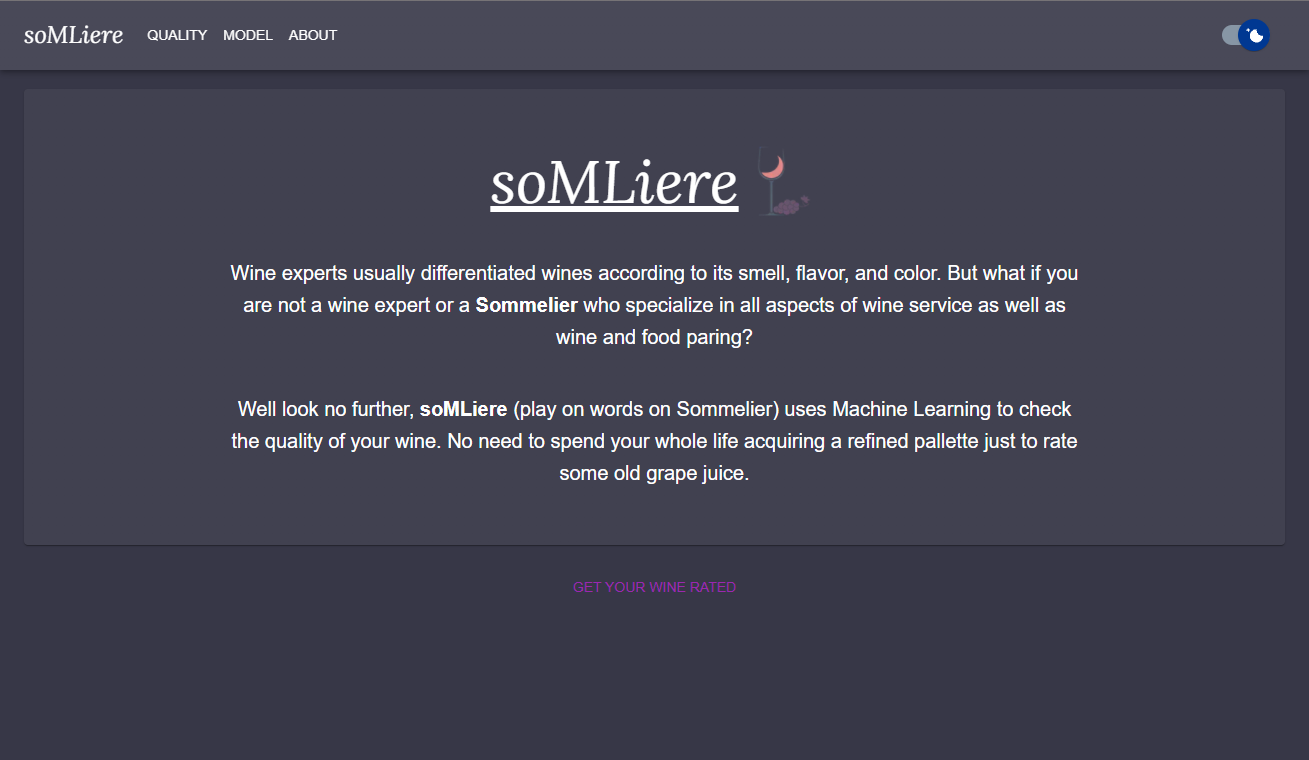 soMLiere QUALITY MODEL ABOUT
soMLiere
Wine experts usually differentiated wines according to its smell, flavor, and color. But what if you
are not a wine expert or a Sommelier who specialize in all aspects of wine service as well as
wine and food paring?
Well look no further, soMLiere (play on words on Sommelier) uses Machine Learning to check
the quality of your wine. No need to spend your whole life acquiring a refined pallette just to rate
some old grape juice.
GET YOUR WINE RATED